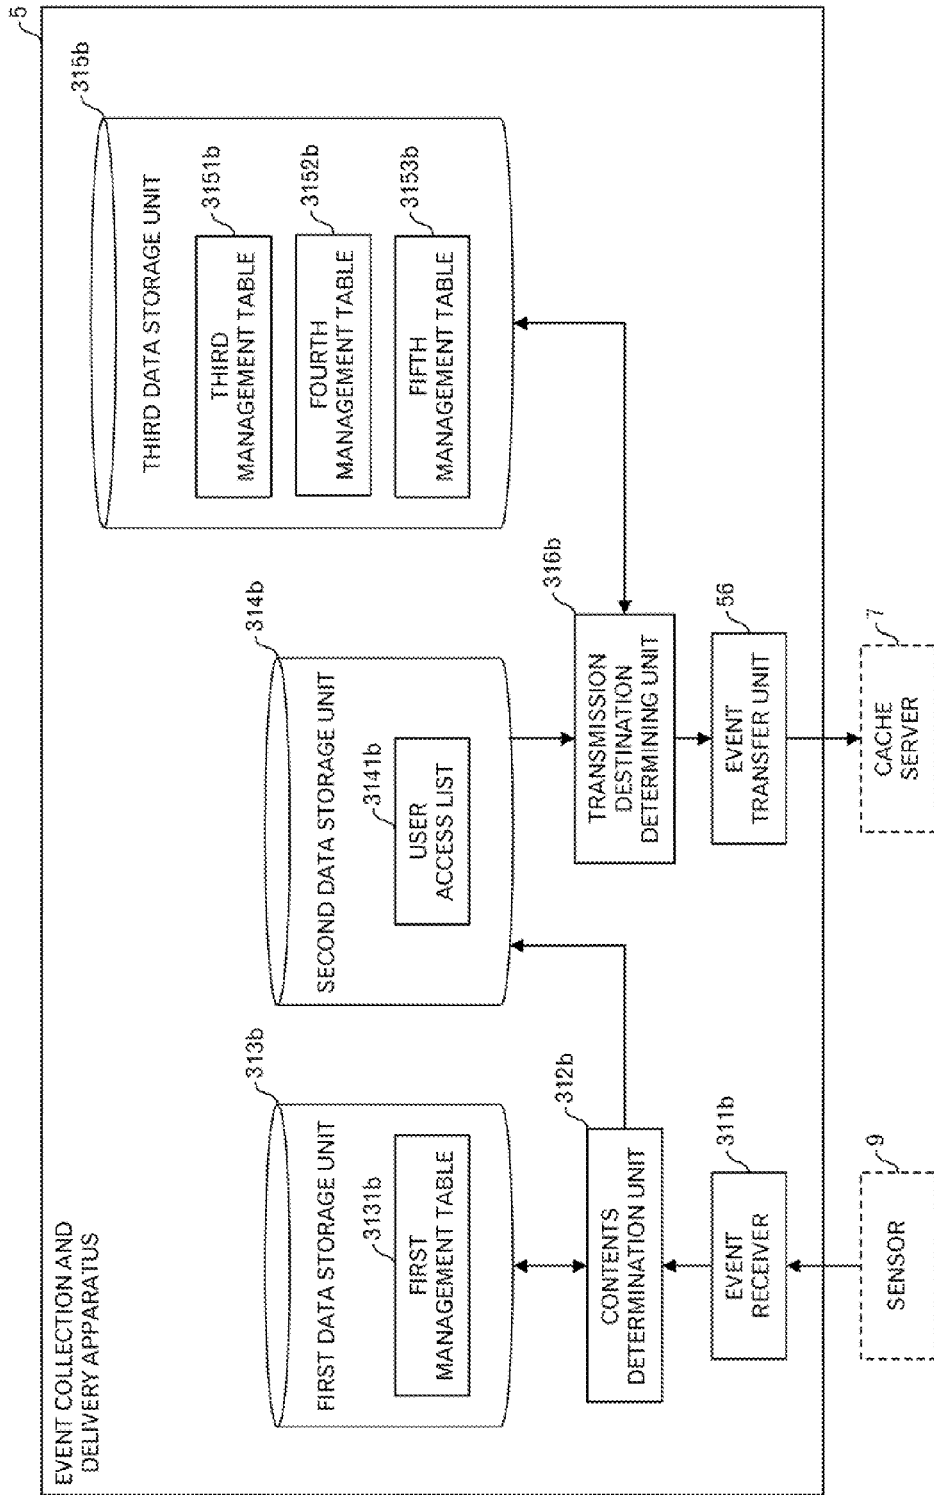 EVENT COLLECTION AND
DELIVERY APPARATUS
5
313b
FIRST DATA STORAGE UNIT
3131b
FIRST
MANAGEMENT TABLE
314b
SECOND DATA STORAGE UNIT
3141b
USER
ACCESS LIST
315b
THIRD DATA STORAGE UNIT
3151b
THIRD
MANAGEMENT TABLE
3152b
FOURTH
MANAGEMENT TABLE
3153b
FIFTH
MANAGEMENT TABLE
312b
CONTENTS
DETERMINATION UNIT
316b
TRANSMISSION
DESTINATION
DETERMINING UNIT
311b
EVENT
RECEIVER
56
EVENT
TRANSFER UNIT
9
SENSOR
7
CACHE
SERVER